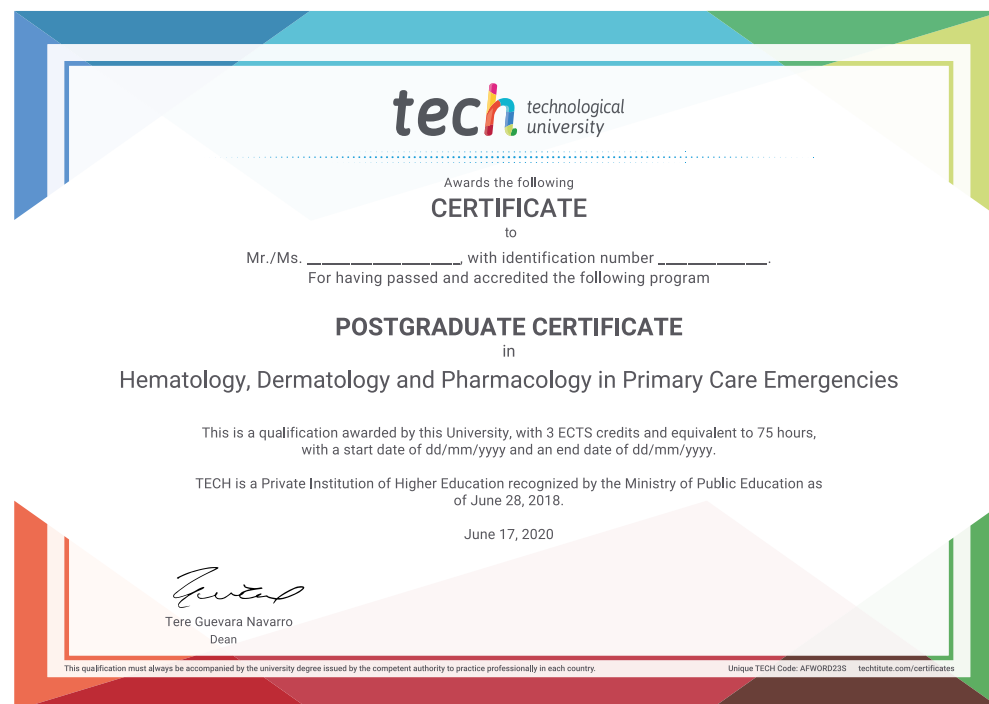 tech technological
university
Awards the following
CERTIFICATE
to
Mr./Ms. ____________________, with identification number ______________.
For having passed and accredited the following program
POSTGRADUATE CERTIFICATE
in
Hematology, Dermatology and Pharmacology in Primary Care Emergencies
This is a qualification awarded by this University, with 3 ECTS credits and equivalent to 75 hours,
with a start date of dd/mm/yyyy and an end date of dd/mm/yyyy.
TECH is a Private Institution of Higher Education recognized by the Ministry of Public Education as
of June 28, 2018.
June 17, 2020
Tere Guevara Navarro
Dean
This qualification must always be accompanied by the university degree issued by the competent authority to practice professionally in each country.
Unique TECH Code: AFWORD23S techtitute.com/certificates